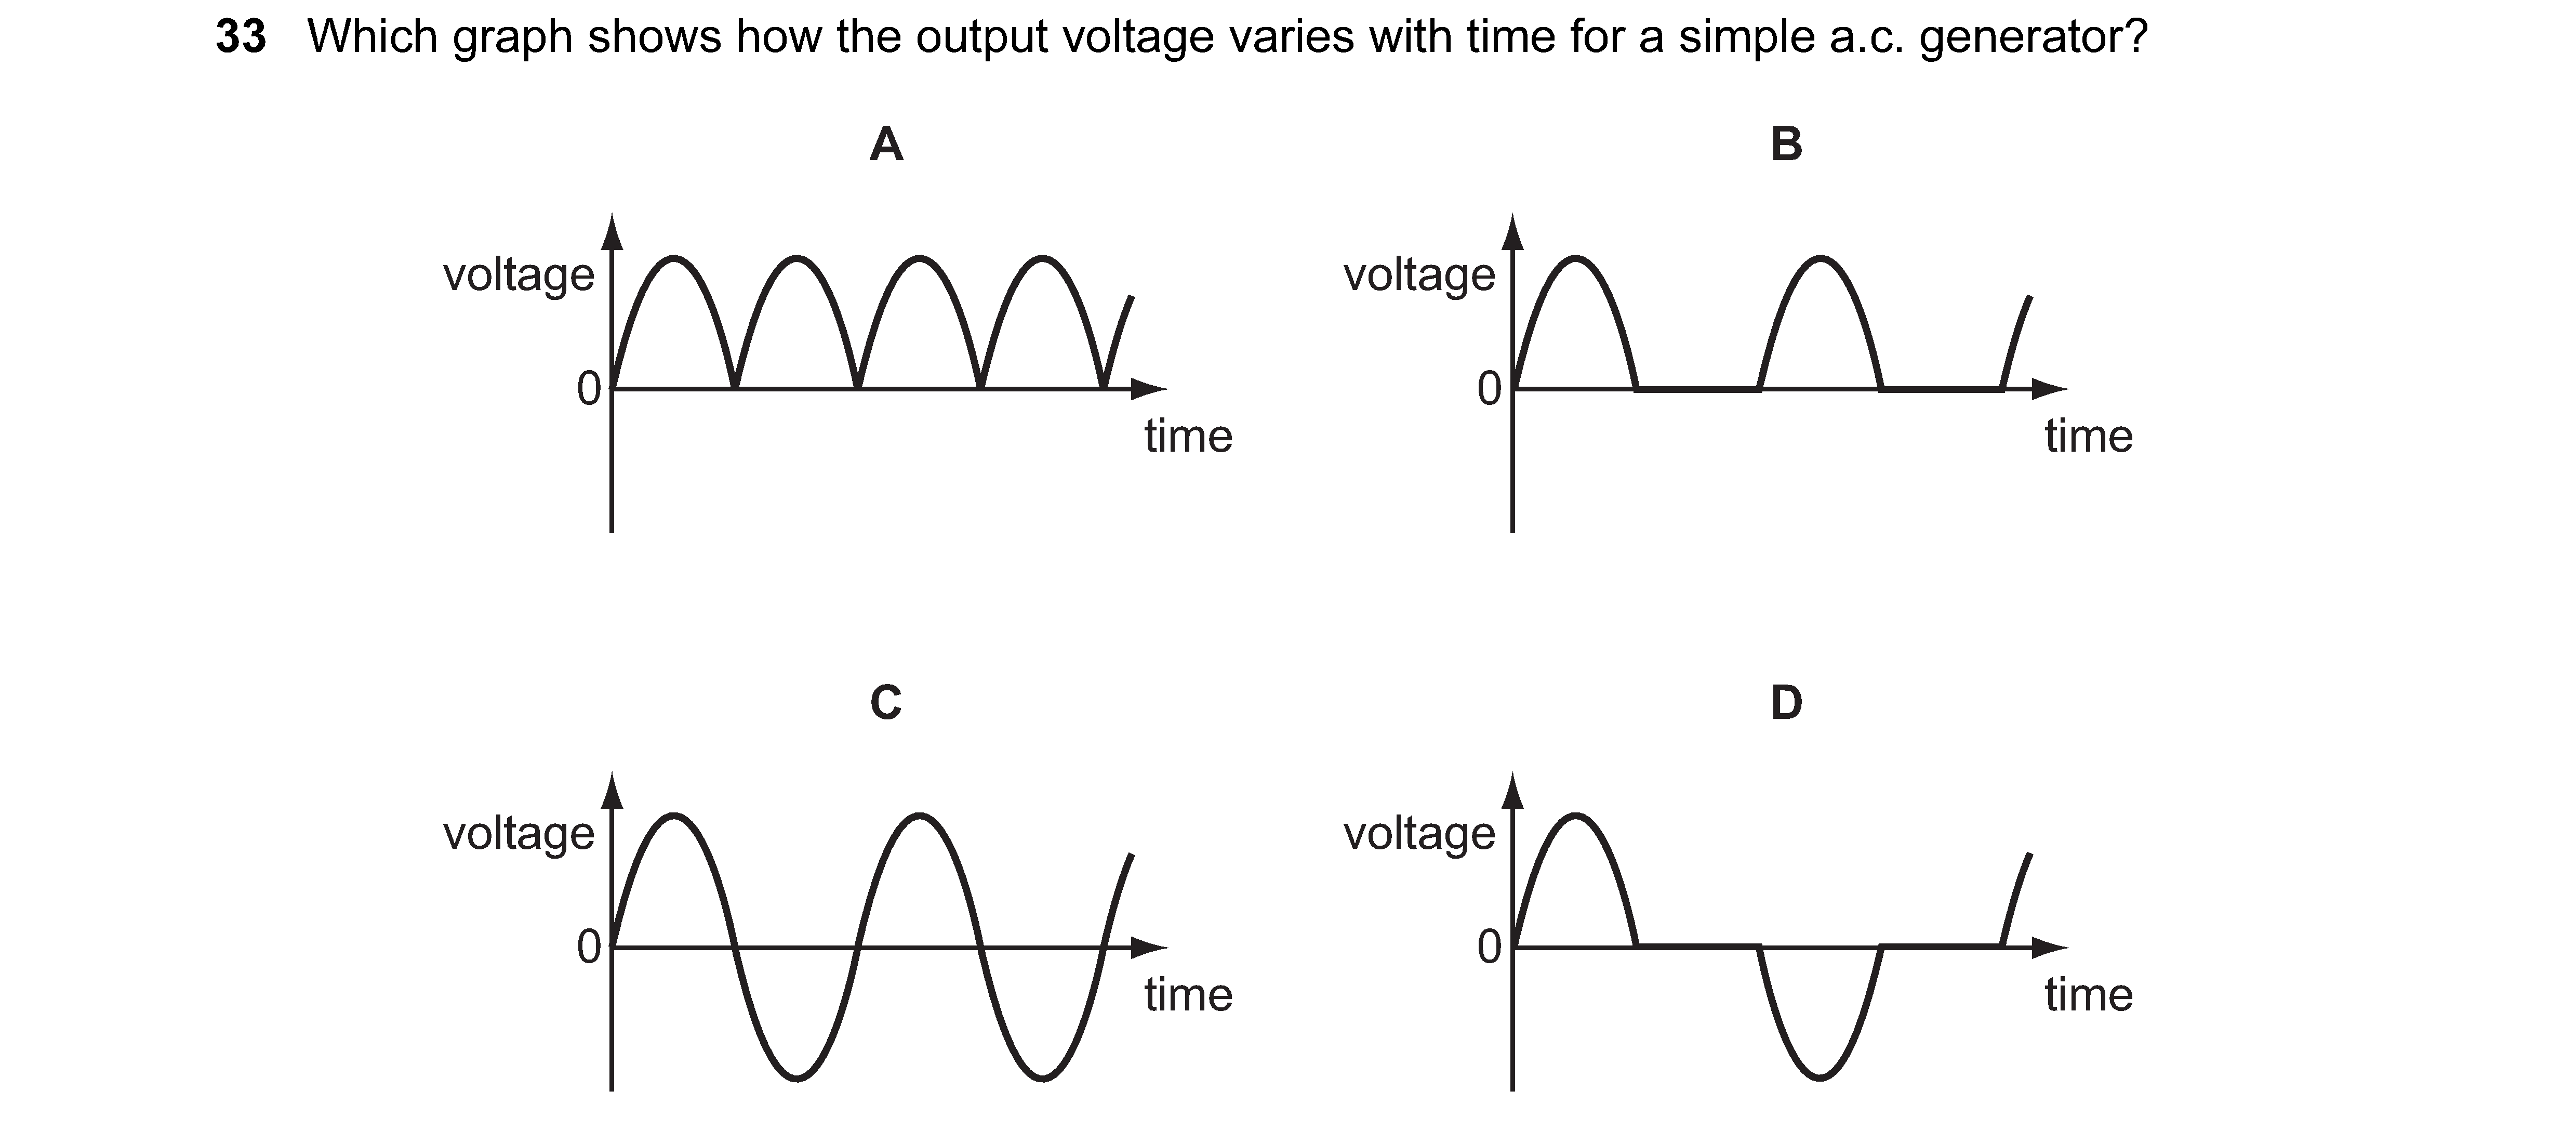 33 Which graph shows how the output voltage varies with time for a simple a.c. generator?
A
B
voltage
0
time
voltage
0
time
C
D
voltage
0
time
voltage
0
time